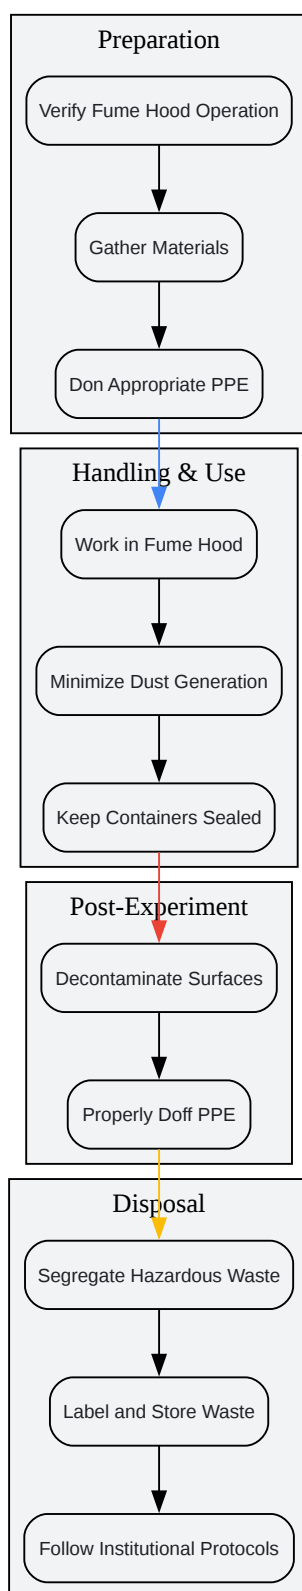 Preparation
Verify Fume Hood Operation
Gather Materials
Don Appropriate PPE
Handling & Use
Work in Fume Hood
Minimize Dust Generation
Keep Containers Sealed
Post-Experiment
Decontaminate Surfaces
Properly Doff PPE
Disposal
Segregate Hazardous Waste
Label and Store Waste
Follow Institutional Protocols